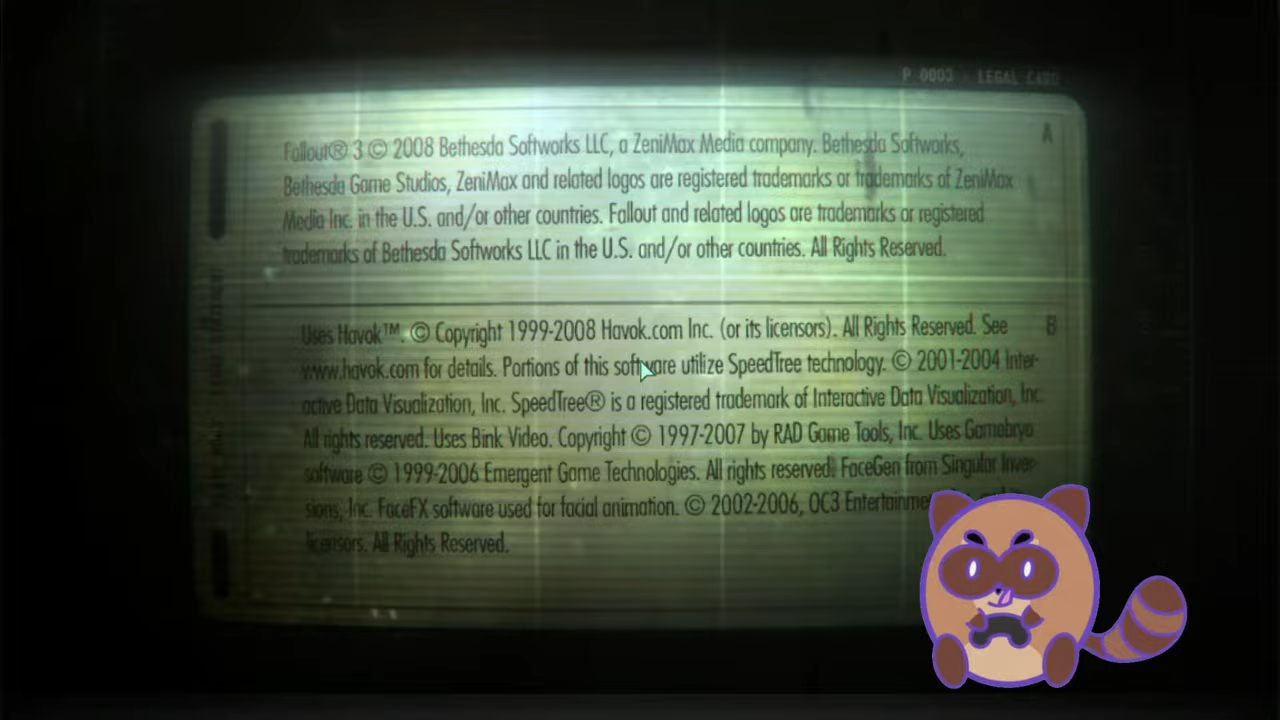 P 0003 - LEGAL CARD
A
Fallout® 3 © 2008 Bethesda Softworks LLC, a ZeniMax Media company. Bethesda Softworks,
Bethesda Game Studios, ZeniMax and related logos are registered trademarks or trademarks of ZeniMax
Media Inc. in the U.S. and/or other countries. Fallout and related logos are trademarks or registered
trademarks of Bethesda Softworks LLC in the U.S. and/or other countries. All Rights Reserved.
B
Uses Havok™. © Copyright 1999-2008 Havok.com Inc. (or its licensors). All Rights Reserved. See
www.havok.com for details. Portions of this software utilize SpeedTree technology. © 2001-2004 Inter-
active Data Visualization, Inc. SpeedTree® is a registered trademark of Interactive Data Visualization, Inc.
All rights reserved. Uses Bink Video. Copyright © 1997-2007 by RAD Game Tools, Inc. Uses Gamebryo
software © 1999-2006 Emergent Game Technologies. All rights reserved. FaceGen from Singular Inver-
sions, Inc. FaceFX software used for facial animation. © 2002-2006, OC3
licensors. All Rights Reserved.